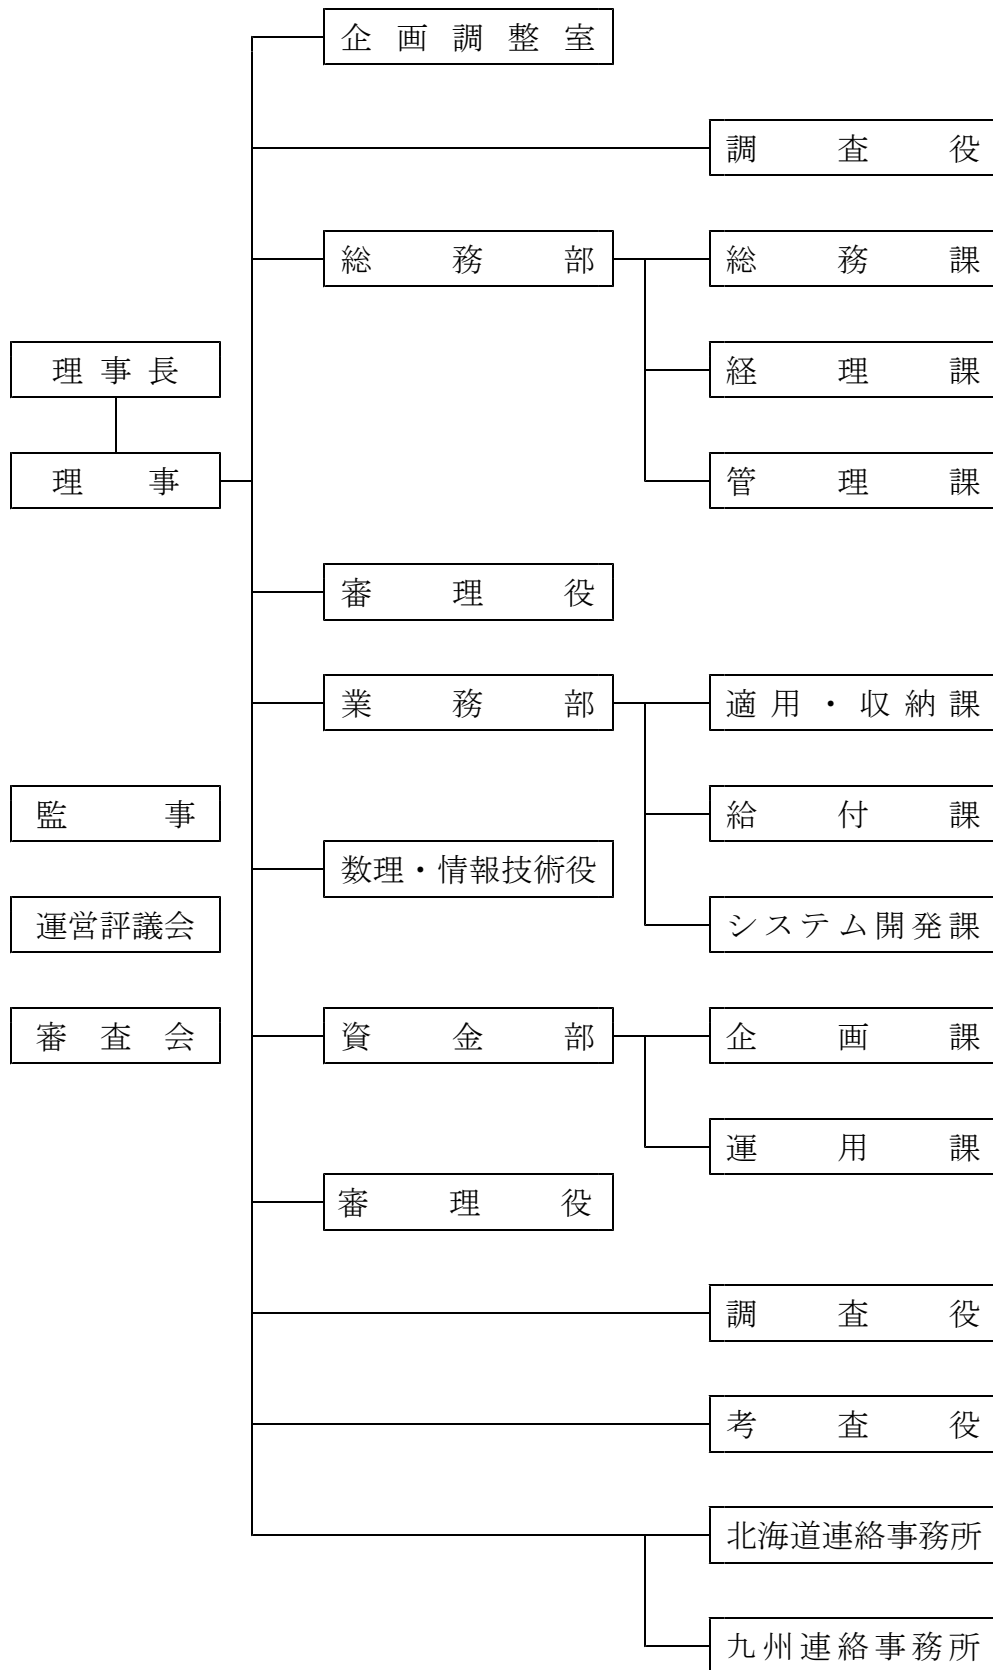 企画調整室
調査役
総務部
総務課
理事長
経理課
理事
管理課
審理役
業務部
適用・収納課
監事
給付課
数理・情報技術役
運営評議会
システム開発課
審査会
資金部
企画課
運用課
審理役
調査役
考査役
北海道連絡事務所
九州連絡事務所